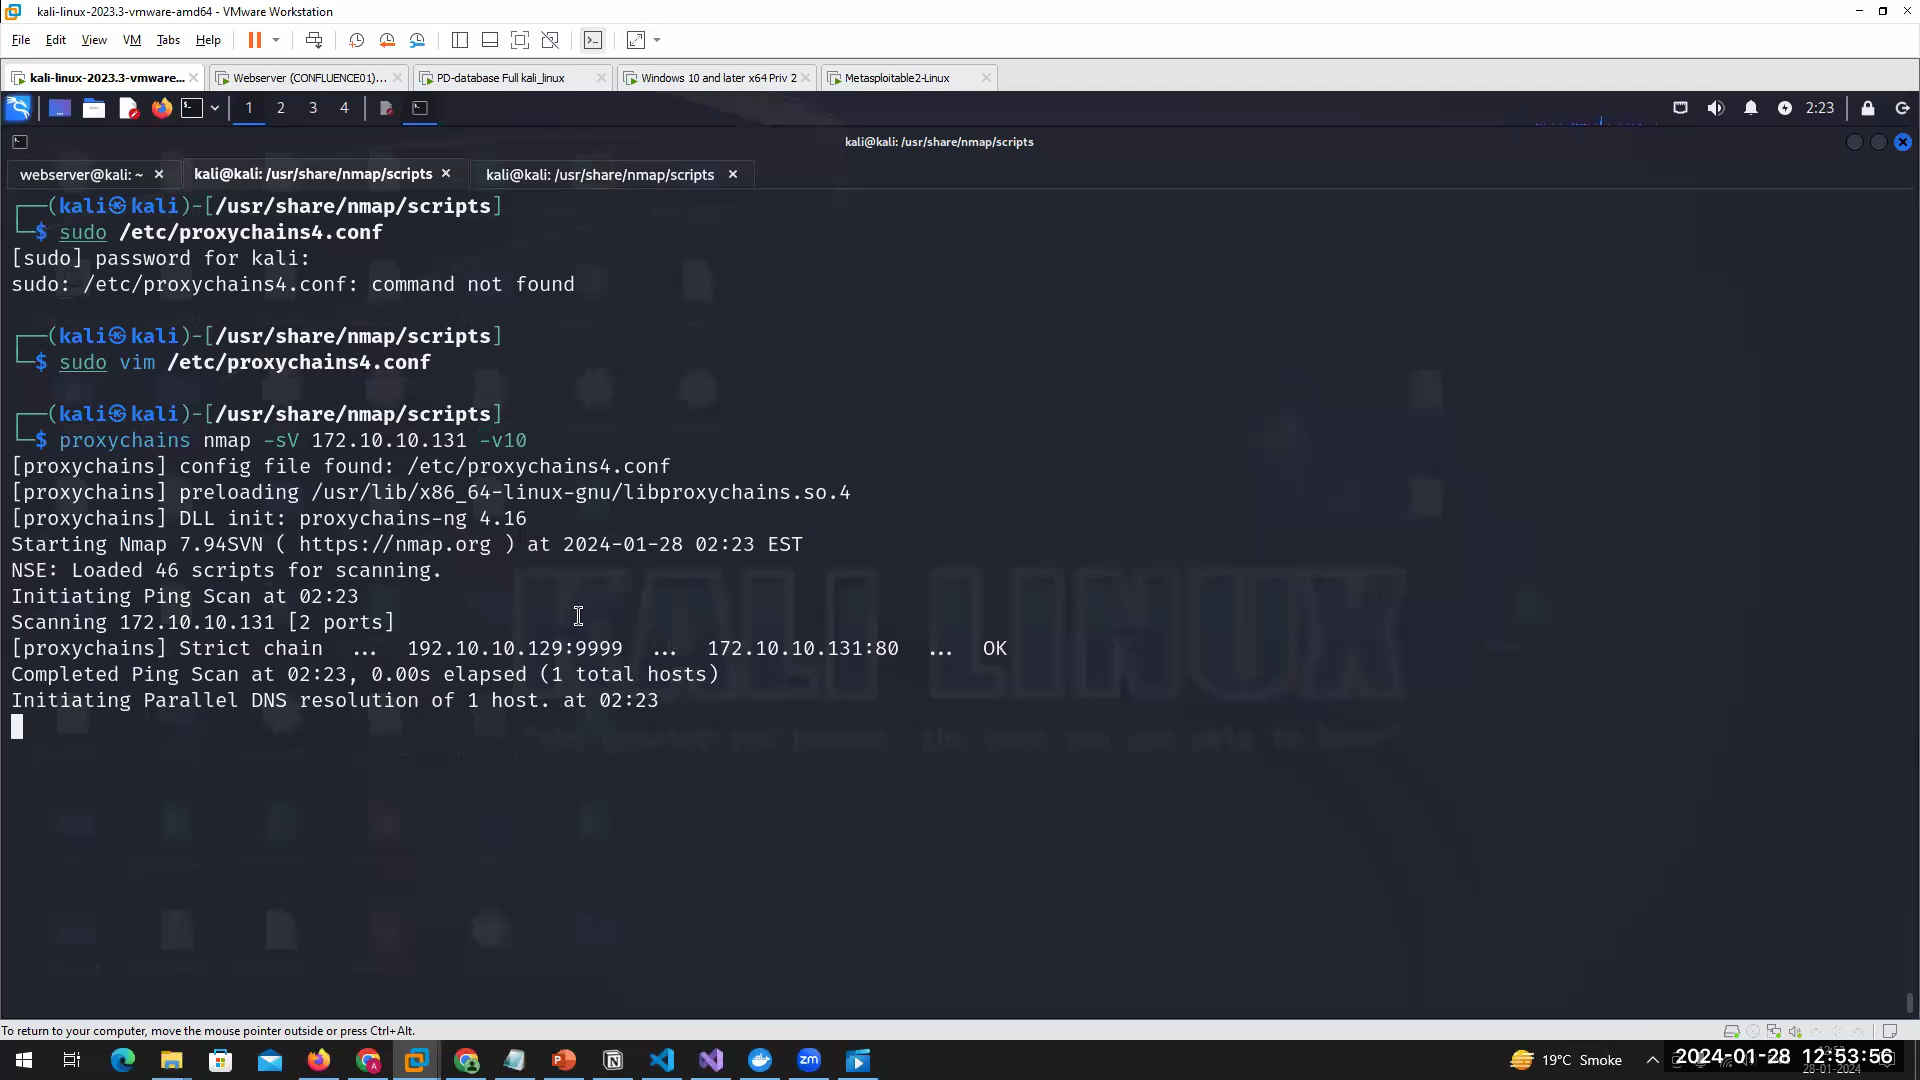 kali-linux-2023.3-vmware-amd64 - VMware Workstation
File Edit View VM Tabs Help
kali-linux-2023.3-vmware... Webserver (CONFLUENCE01)... PD-database Full kali_linux Windows 10 and later x64 Priv 2 Metasploitable2-Linux
1 2 3 4 2:23
kali@kali: /usr/share/nmap/scripts
webserver@kali: ~ kali@kali: /usr/share/nmap/scripts kali@kali: /usr/share/nmap/scripts
┌──(kali㉿kali)-[/usr/share/nmap/scripts]
└─$ sudo /etc/proxychains4.conf
[sudo] password for kali:
sudo: /etc/proxychains4.conf: command not found
┌──(kali㉿kali)-[/usr/share/nmap/scripts]
└─$ sudo vim /etc/proxychains4.conf
┌──(kali㉿kali)-[/usr/share/nmap/scripts]
└─$ proxychains nmap -sV 172.10.10.131 -v10
[proxychains] config file found: /etc/proxychains4.conf
[proxychains] preloading /usr/lib/x86_64-linux-gnu/libproxychains.so.4
[proxychains] DLL init: proxychains-ng 4.16
Starting Nmap 7.94SVN ( https://nmap.org ) at 2024-01-28 02:23 EST
NSE: Loaded 46 scripts for scanning.
Initiating Ping Scan at 02:23
Scanning 172.10.10.131 [2 ports]
[proxychains] Strict chain ... 192.10.10.129:9999 ... 172.10.10.131:80 ... OK
Completed Ping Scan at 02:23, 0.00s elapsed (1 total hosts)
Initiating Parallel DNS resolution of 1 host. at 02:23
KALI LINUX
To return to your computer, move the mouse pointer outside or press Ctrl+Alt.
19°C Smoke
2024-01-28 12:53:56
28-01-2024